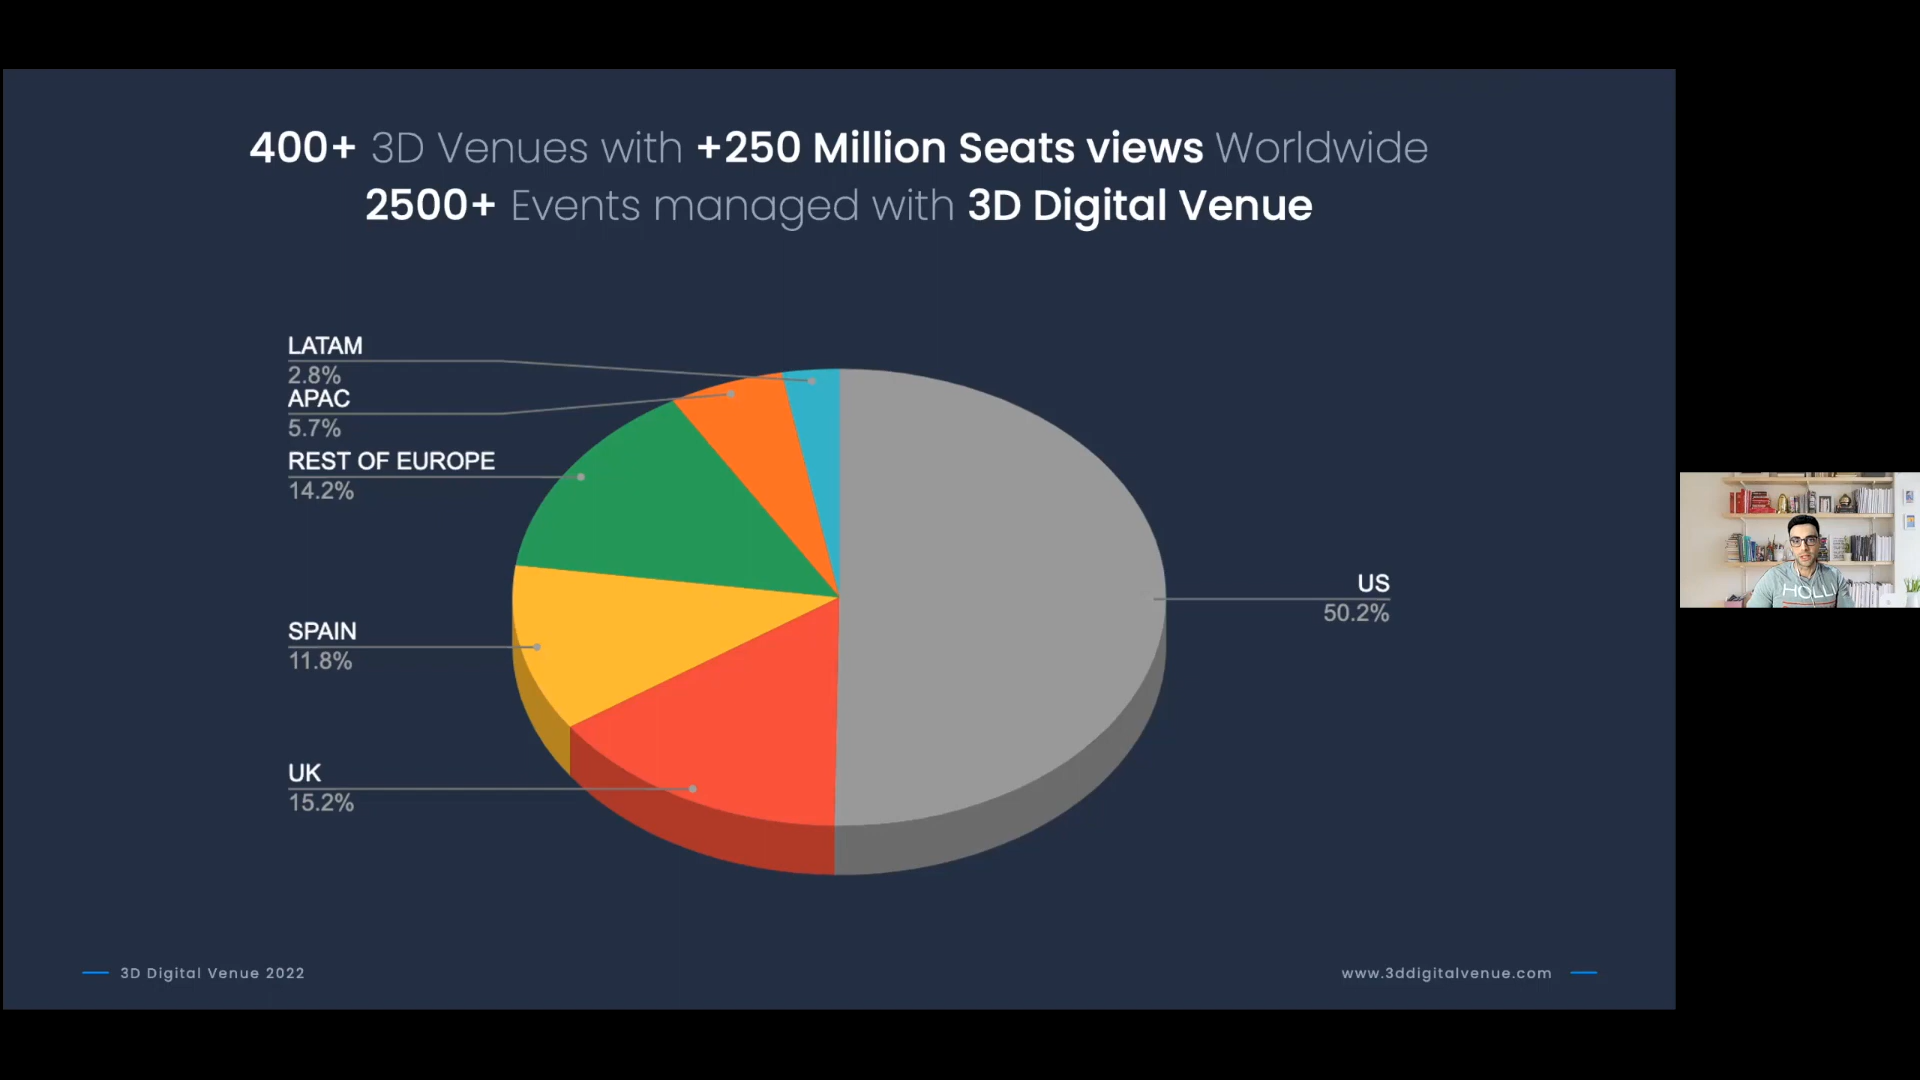 400+ 3D Venues with +250 Million Seats views Worldwide
2500+ Events managed with 3D Digital Venue
LATAM
2.8%
APAC
5.7%
REST OF EUROPE
14.2%
SPAIN
11.8%
UK
15.2%
US
50.2%
HOLLI
3D Digital Venue 2022
www.3ddigitalvenue.com